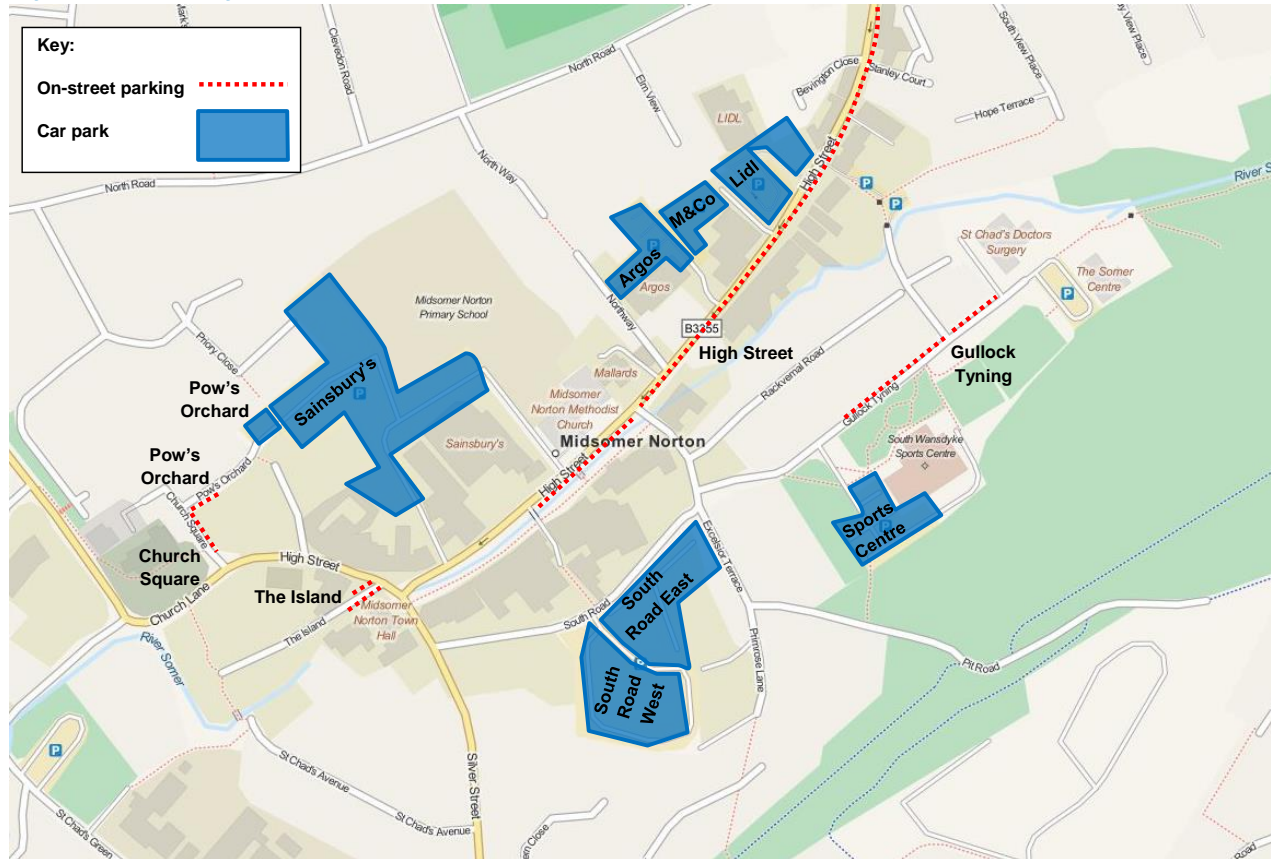 Key:
On-street parking
Car park
Clevedon Road
North Road
Elm View
North Way
LIDL
Bevington Close
Stanley Court
South View Place
View Place
Hope Terrace
North Road
High Street
Lidl
M&Co
Argos
Argos
Northway
P
P
P
P
River S
St Chad's Doctors
Surgery
The Somer
Centre
P
B3355
High Street
Midsomer Norton
Primary School
Mallards
Midsomer
Norton Methodist
Church
Midsomer Norton
Rackvernal Road
Gullock
Tyning
Gullock Tyning
South Wansdyke
Sports Centre
Priory Close
Pow's
Orchard
Sainsbury's
P
Sainsbury's
High Street
Pow's
Orchard
Pow's Orchard
Church Square
Church
Square
High Street
Church Lane
The Island
The Island
Midsomer
Norton Town
Hall
River Somer
South Road
South
Road East
Excelsior Terrace
Primrose Lane
Pit Road
Sports
Centre
P
South
Road
West
P
P
St Chad's Avenue
St Chad's Avenue
St Chad's Green
Silver Street
Close
Road